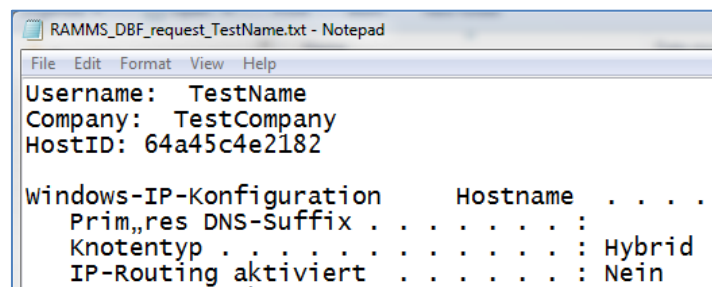 RAMMS_DBF_request_TestName.txt - Notepad
File Edit Format View Help
Username:  TestName
Company:  TestCompany
HostID: 64a45c4e2182
Windows-IP-Konfiguration     Hostname  . . . .
   Prim„res DNS-Suffix . . . . . . . :
   Knotentyp . . . . . . . . . . . . : Hybrid
   IP-Routing aktiviert  . . . . . . : Nein